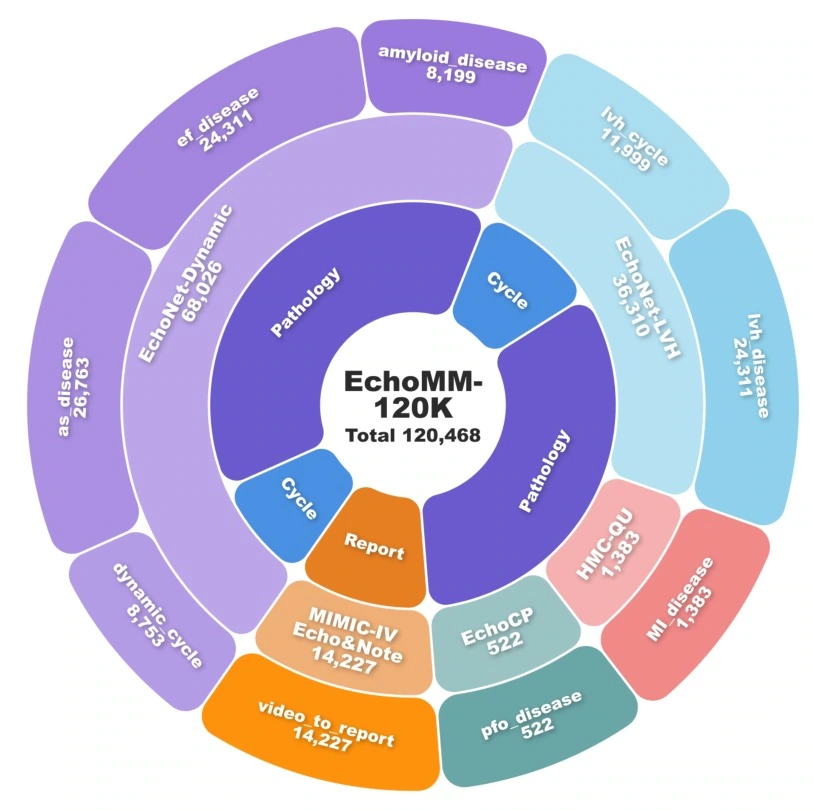 EchoMM-
120K
Total 120,468
Pathology
Cycle
Pathology
Report
Cycle
EchoNet-Dynamic
68,026
EchoNet-LVH
36,310
HMC-QU
1,383
EchoCP
522
MIMIC-IV
Echo&Note
14,227
amyloid_disease
8,199
lvh_cycle
11,999
lvh_disease
24,311
MI_disease
1,383
pfo_disease
522
video_to_report
14,227
dynamic_cycle
8,753
as_disease
26,763
ef_disease
24,311